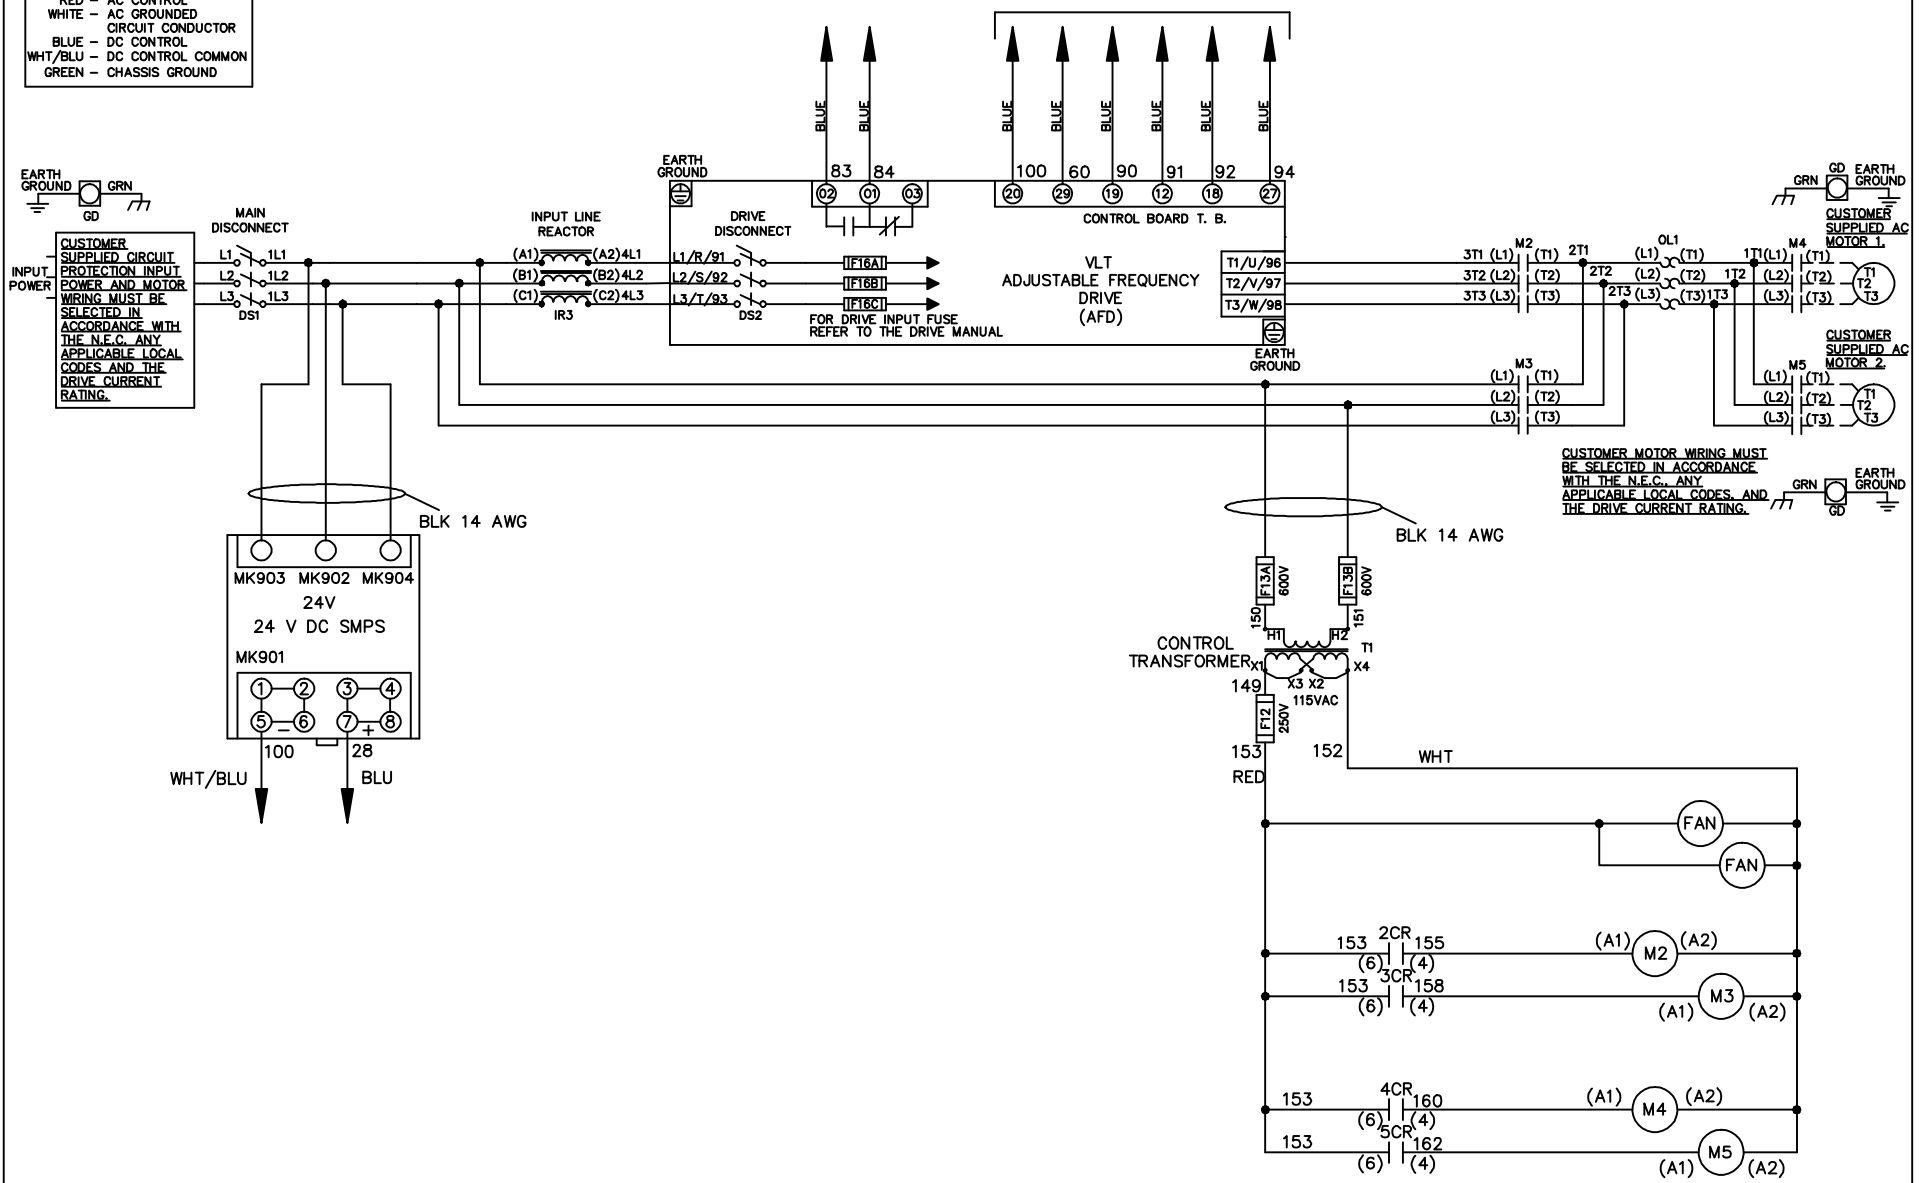 RED – AC CONTROL
WHITE – AC GROUNDED
CIRCUIT CONDUCTOR
BLUE – DC CONTROL
WHT/BLU – DC CONTROL COMMON
GREEN – CHASSIS GROUND
BLUE
BLUE
BLUE
BLUE
BLUE
BLUE
BLUE
BLUE
EARTH
GROUND
GRN
GD
EARTH
GROUND
83 84
02 01 03
100 60 90 91 92 94
20 29 19 12 18 27
CONTROL BOARD T. B.
GD
GRN
EARTH
GROUND
INPUT
POWER
CUSTOMER
SUPPLIED CIRCUIT
PROTECTION INPUT
POWER AND MOTOR
WIRING MUST BE
SELECTED IN
ACCORDANCE WITH
THE N.E.C. ANY
APPLICABLE LOCAL
CODES AND THE
DRIVE CURRENT
RATING.
MAIN
DISCONNECT
L1 1L1
L2 1L2
L3 1L3
DS1
INPUT LINE
REACTOR
(A1) (A2) 4L1
(B1) (B2) 4L2
(C1) (C2) 4L3
IR3
DRIVE
DISCONNECT
L1/R/91
L2/S/92
L3/T/93
DS2
F16A
F16B
F16C
FOR DRIVE INPUT FUSE
REFER TO THE DRIVE MANUAL
VLT
ADJUSTABLE FREQUENCY
DRIVE
(AFD)
T1/U/96
T2/V/97
T3/W/98
EARTH
GROUND
M2
3T1 (L1) (T1) 2T1
3T2 (L2) (T2) 2T2
3T3 (L3) (T3) 2T3
OL1
(L1) (T1) 1T1
(L2) (T2) 1T2
(L3) (T3) 1T3
M4
(L1) (T1)
(L2) (T2)
(L3) (T3)
CUSTOMER
SUPPLIED AC
MOTOR 1.
T1
T2
T3
M3
(L1) (T1)
(L2) (T2)
(L3) (T3)
M5
(L1) (T1)
(L2) (T2)
(L3) (T3)
CUSTOMER
SUPPLIED AC
MOTOR 2.
T1
T2
T3
CUSTOMER MOTOR WIRING MUST
BE SELECTED IN ACCORDANCE
WITH THE N.E.C., ANY
APPLICABLE LOCAL CODES, AND
THE DRIVE CURRENT RATING.
GRN
GD
EARTH
GROUND
BLK 14 AWG
MK903 MK902 MK904
24V
24 V DC SMPS
MK901
1 2 3 4
5 6 7 8
– +
100 28
WHT/BLU BLU
BLK 14 AWG
F13A
600V
F13B
600V
150
151
H1 H2
T1
CONTROL
TRANSFORMER
X1 X4
X3 X2
115VAC
149
F12
250V
153
RED
152
WHT
FAN
FAN
2CR
153 155
(6) (4)
(A1) M2 (A2)
3CR
153 158
(6) (4)
(A1) M3 (A2)
4CR
153 160
(6) (4)
(A1) M4 (A2)
5CR
153 162
(6) (4)
(A1) M5 (A2)